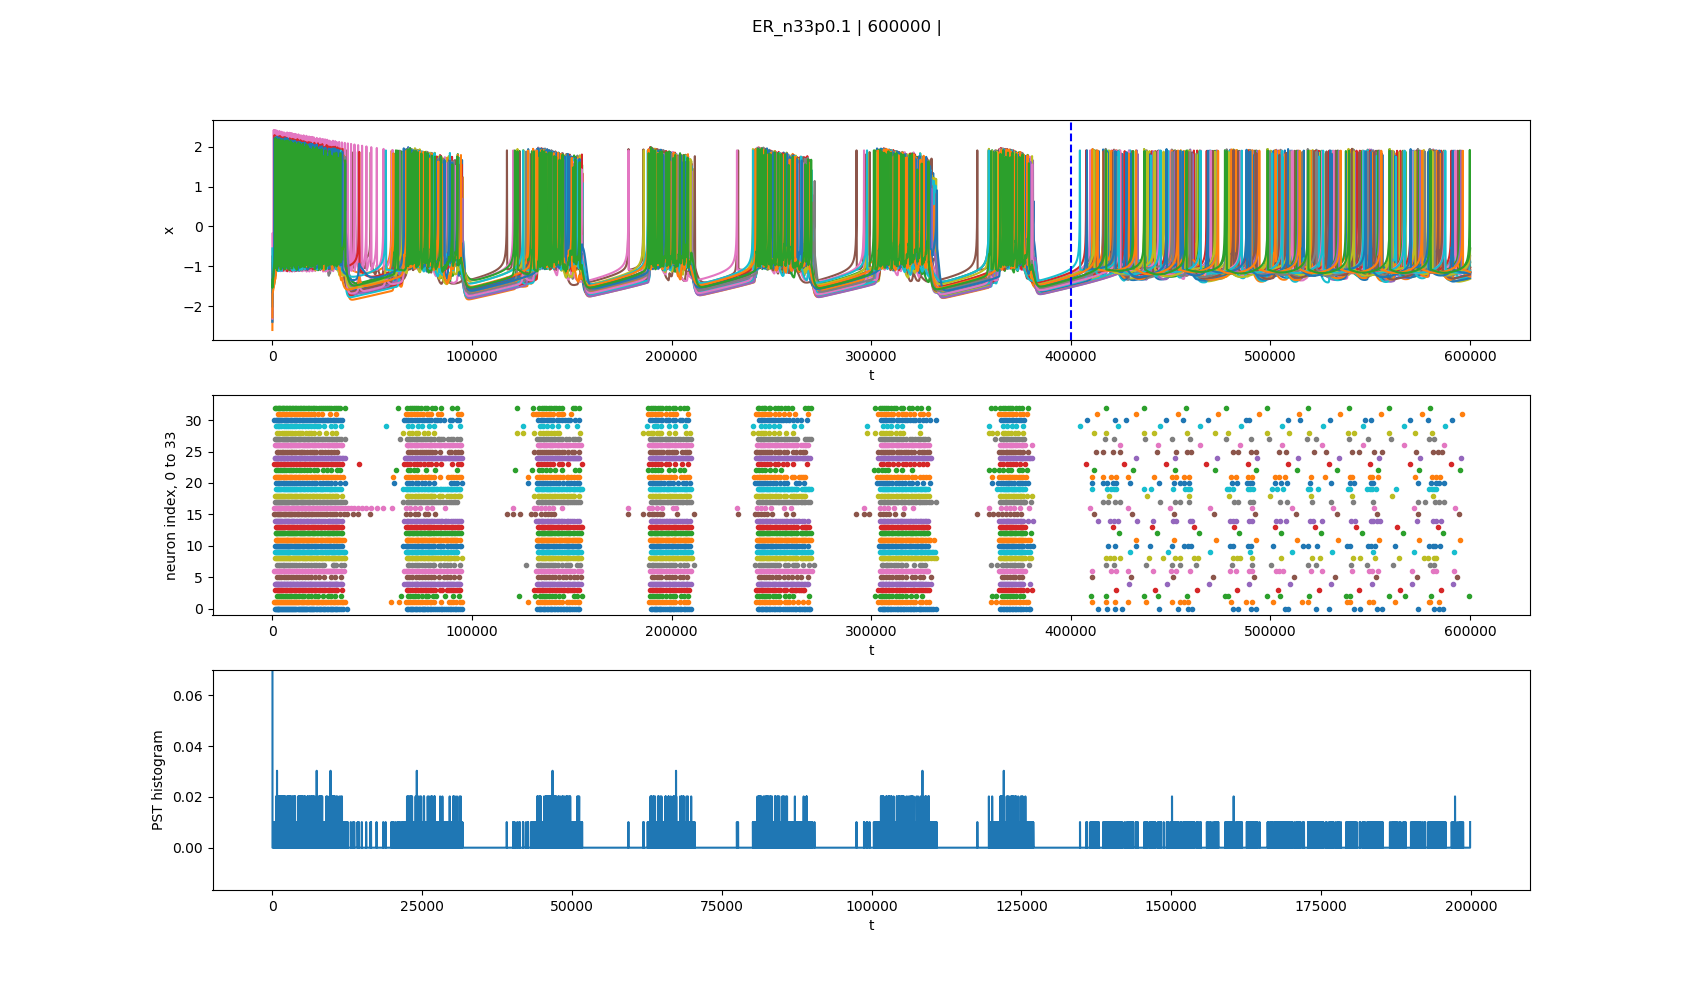 ER_n33p0.1 | 600000 |
x
2
1
0
−1
−2
0 100000 200000 300000 400000 500000 600000
t
neuron index, 0 to 33
30
25
20
15
10
5
0
0 100000 200000 300000 400000 500000 600000
t
PST histogram
0.06
0.04
0.02
0.00
0 25000 50000 75000 100000 125000 150000 175000 200000
t